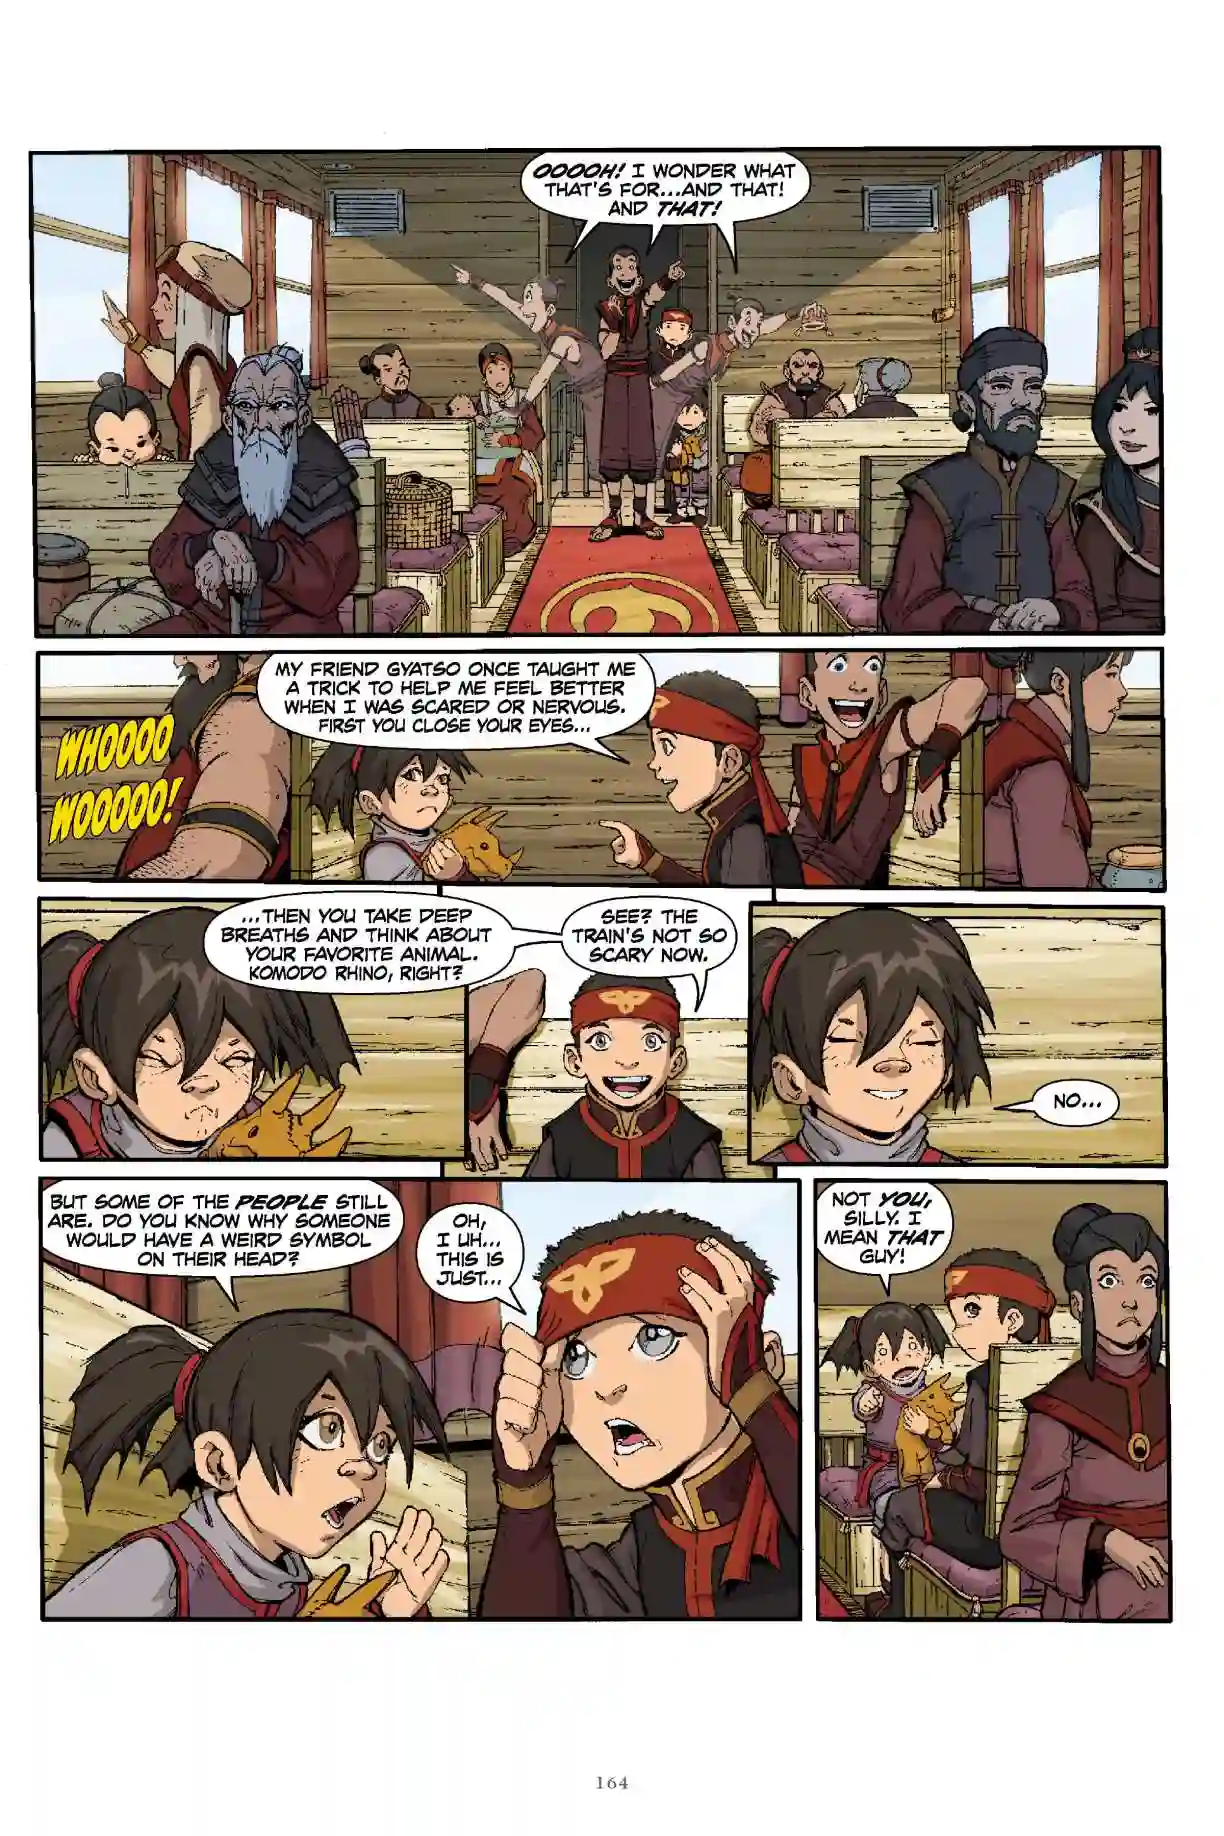 OOOOH! I WONDER WHAT
THAT'S FOR...AND THAT!
AND THAT!
WHOOOO
WOOOOO!
MY FRIEND GYATSO ONCE TAUGHT ME
A TRICK TO HELP ME FEEL BETTER
WHEN I WAS SCARED OR NERVOUS.
FIRST YOU CLOSE YOUR EYES...
...THEN YOU TAKE DEEP
BREATHS AND THINK ABOUT
YOUR FAVORITE ANIMAL.
KOMODO RHINO, RIGHT?
SEE? THE
TRAIN'S NOT SO
SCARY NOW.
NO...
BUT SOME OF THE PEOPLE STILL
ARE. DO YOU KNOW WHY SOMEONE
WOULD HAVE A WEIRD SYMBOL
ON THEIR HEAD?
OH,
I UH...
THIS IS
JUST...
NOT YOU,
SILLY. I
MEAN THAT
GUY!
164